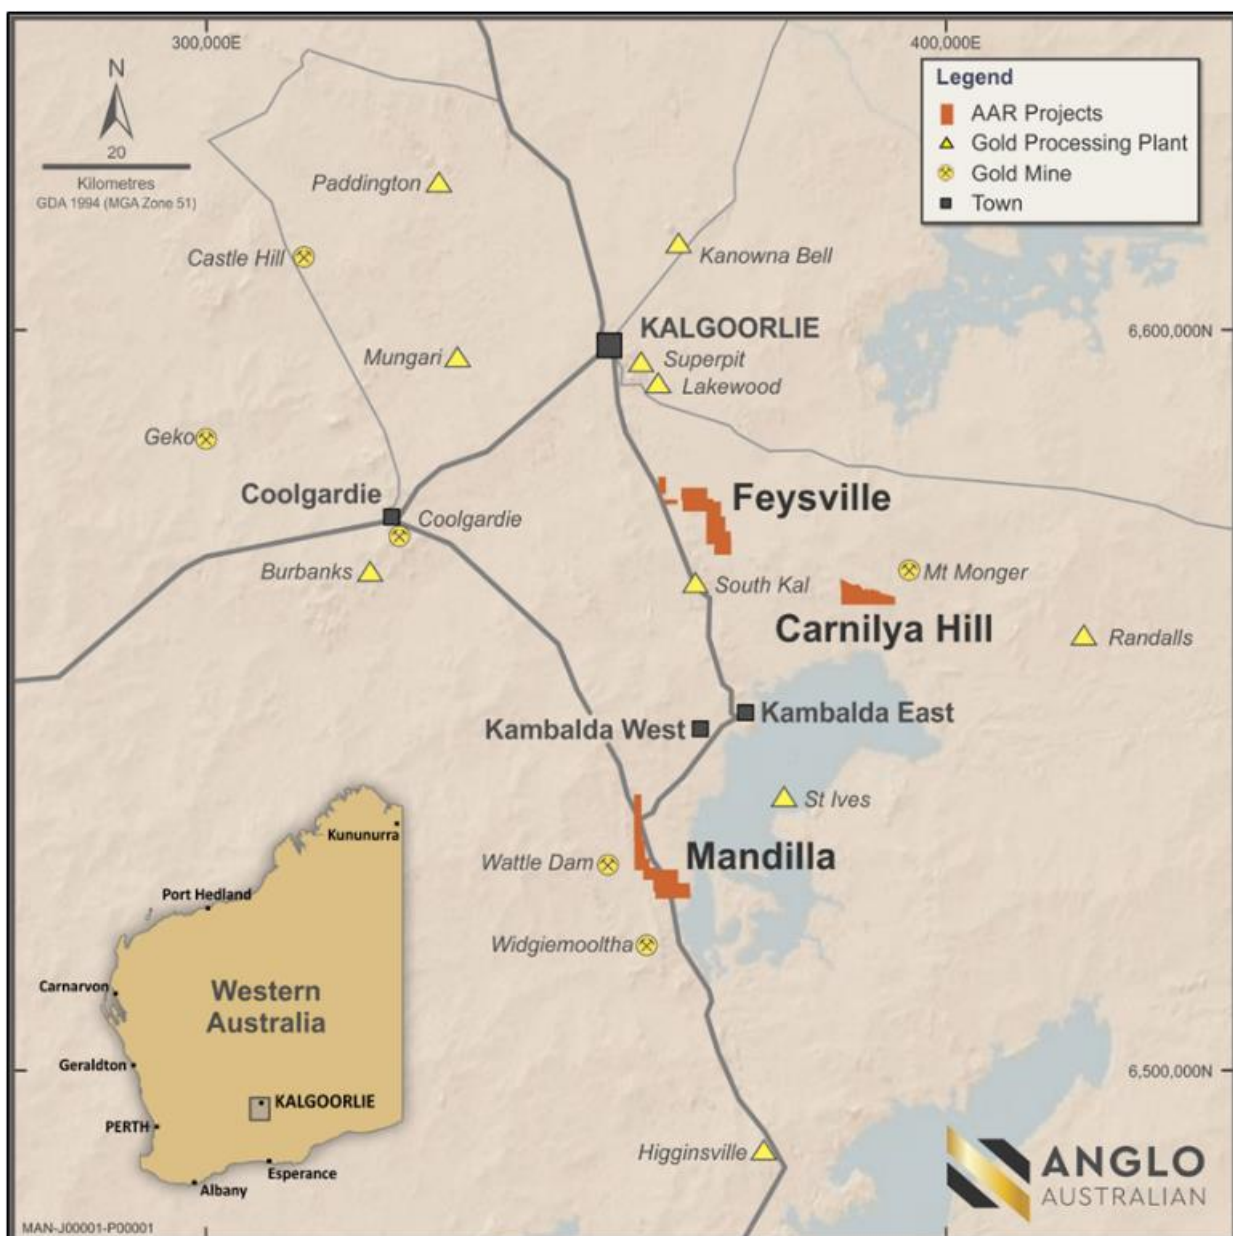 300,000E
400,000E
N
20
Kilometres
GDA 1994 (MGA Zone 51)
Legend
AAR Projects
Gold Processing Plant
Gold Mine
Town
Paddington
Castle Hill
Kanowna Bell
KALGOORLIE
6,600,000N
Mungari
Superpit
Lakewood
Geko
Coolgardie
Coolgardie
Feysville
Burbanks
South Kal
Mt Monger
Carnilya Hill
Randalls
Kambalda West
Kambalda East
St Ives
Wattle Dam
Mandilla
Widgiemooltha
Kununurra
Port Hedland
Carnarvon
Western
Australia
Geraldton
KALGOORLIE
PERTH
Esperance
Albany
6,500,000N
Higginsville
ANGLO
AUSTRALIAN
MAN-J00001-P00001